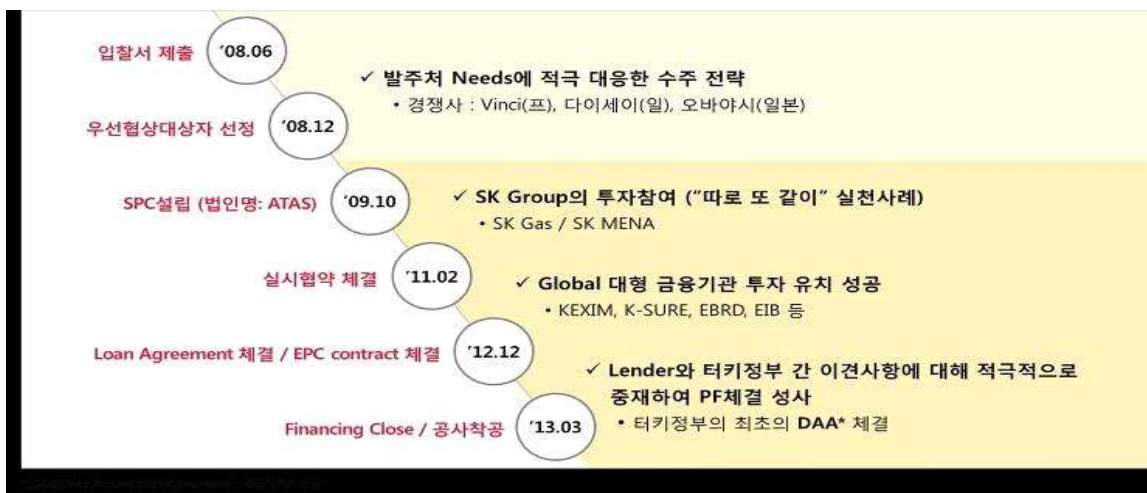 입찰서 제출 '08.06
✓ 발주처 Needs에 적극 대응한 수주 전략
• 경쟁사 : Vinci(프), 다이세이(일), 오바야시(일본)
우선협상대상자 선정 '08.12
SPC설립 (법인명: ATAS) '09.10
✓ SK Group의 투자참여 ("따로 또 같이" 실천사례)
• SK Gas / SK MENA
실시협약 체결 '11.02
✓ Global 대형 금융기관 투자 유치 성공
• KEXIM, K-SURE, EBRD, EIB 등
Loan Agreement 체결 / EPC contract 체결 '12.12
✓ Lender와 터키정부 간 이견사항에 대해 적극적으로
중재하여 PF체결 성사
• 터키정부의 최초의 DAA* 체결
Financing Close / 공사착공 '13.03